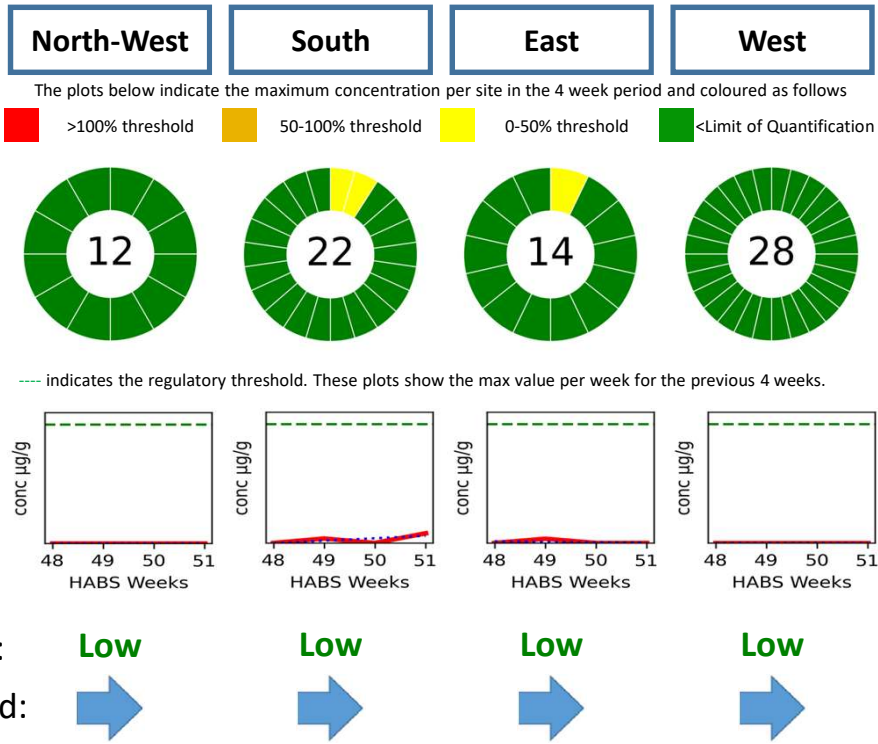 North-West South East West
The plots below indicate the maximum concentration per site in the 4 week period and coloured as follows
>100% threshold 50-100% threshold 0-50% threshold <Limit of Quantification
12 22 14 28
---- indicates the regulatory threshold. These plots show the max value per week for the previous 4 weeks.
conc µg/g conc µg/g conc µg/g conc µg/g
48 49 50 51 48 49 50 51 48 49 50 51 48 49 50 51
HABS Weeks HABS Weeks HABS Weeks HABS Weeks
: Low Low Low Low
d: